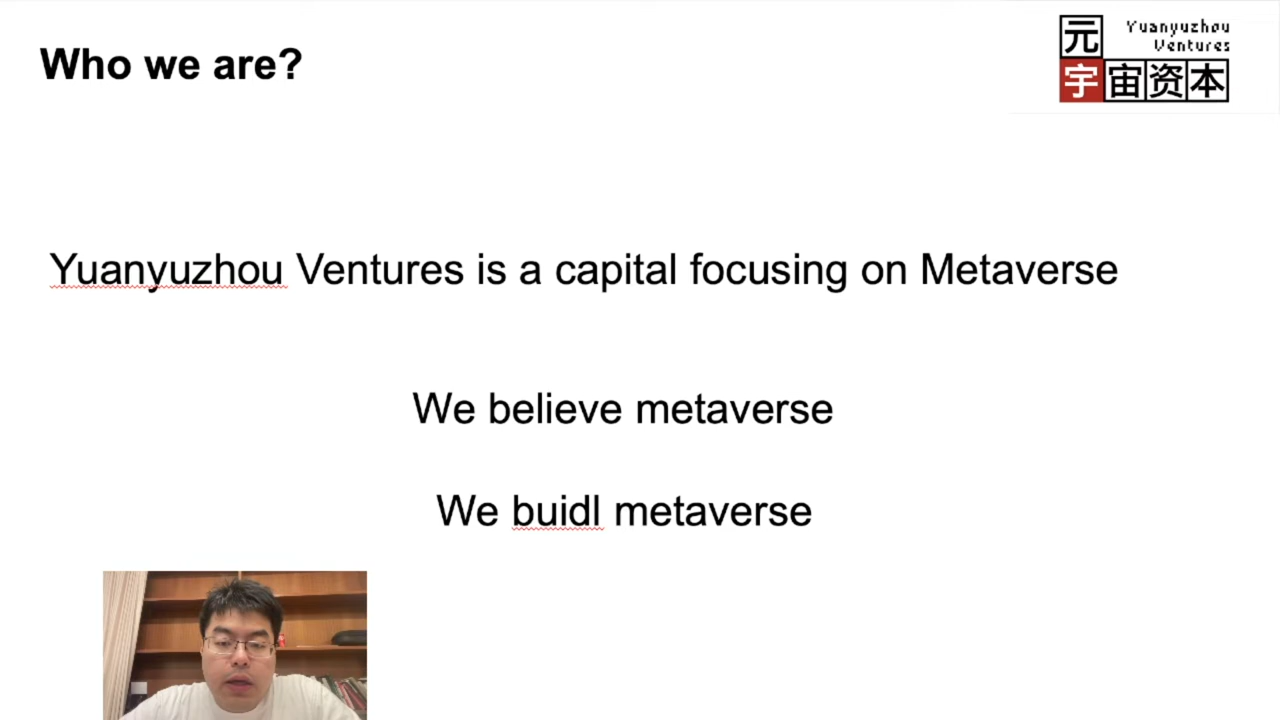 Who we are?
元
Yuanyuzhou
Ventures
宇宙资本
Yuanyuzhou Ventures is a capital focusing on Metaverse
We believe metaverse
We buidl metaverse